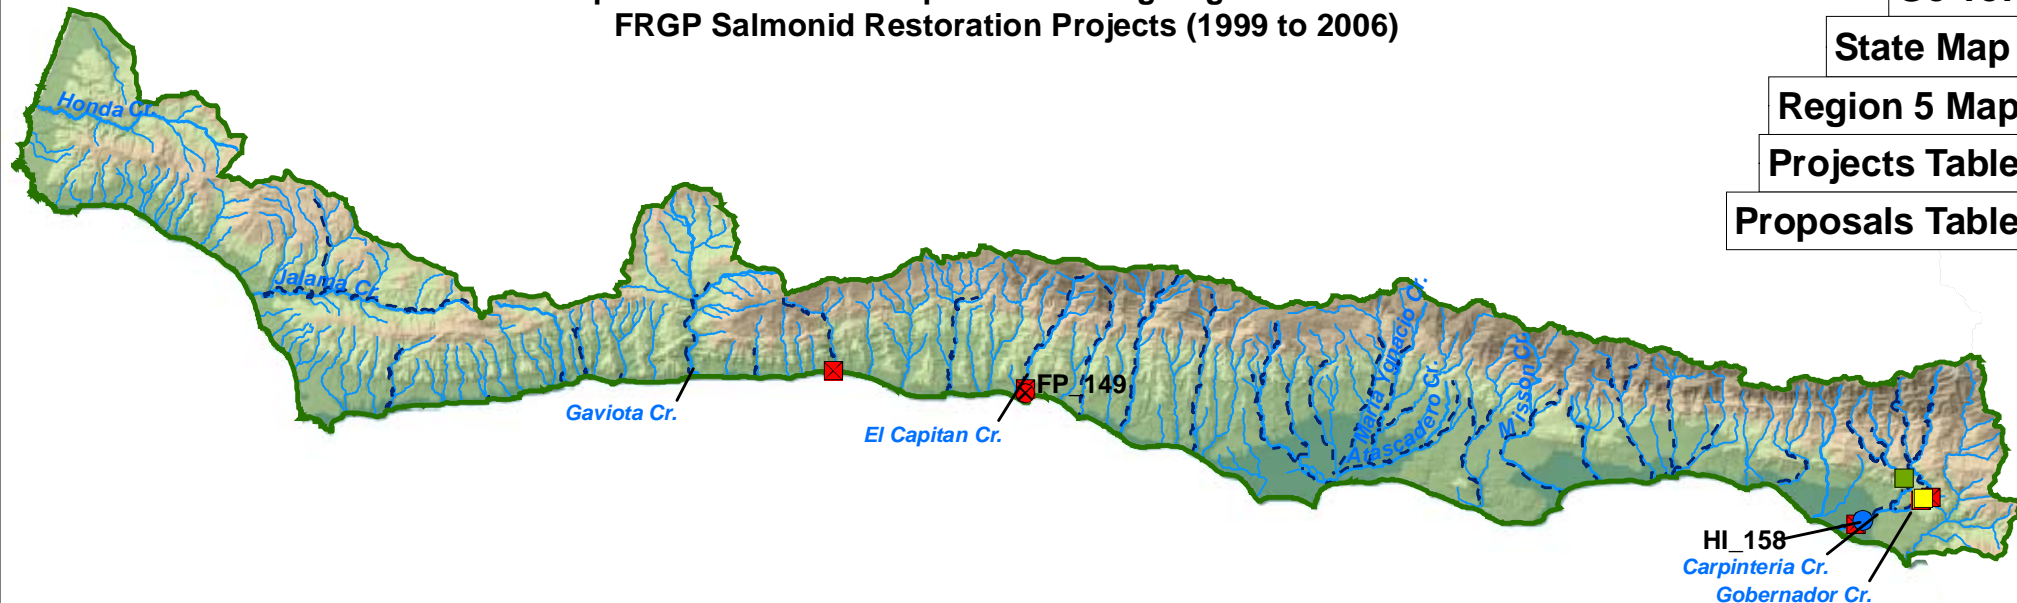 FRGP Salmonid Restoration Projects (1999 to 2006)
State Map
Region 5 Map
Projects Table
Proposals Table
Honda Cr.
Jalama Cr.
Gaviota Cr.
El Capitan Cr.
FP_149
Maria Ygnacio Cr.
Atascadero Cr.
Mission Cr.
HI_158
Carpinteria Cr.
Gobernador Cr.